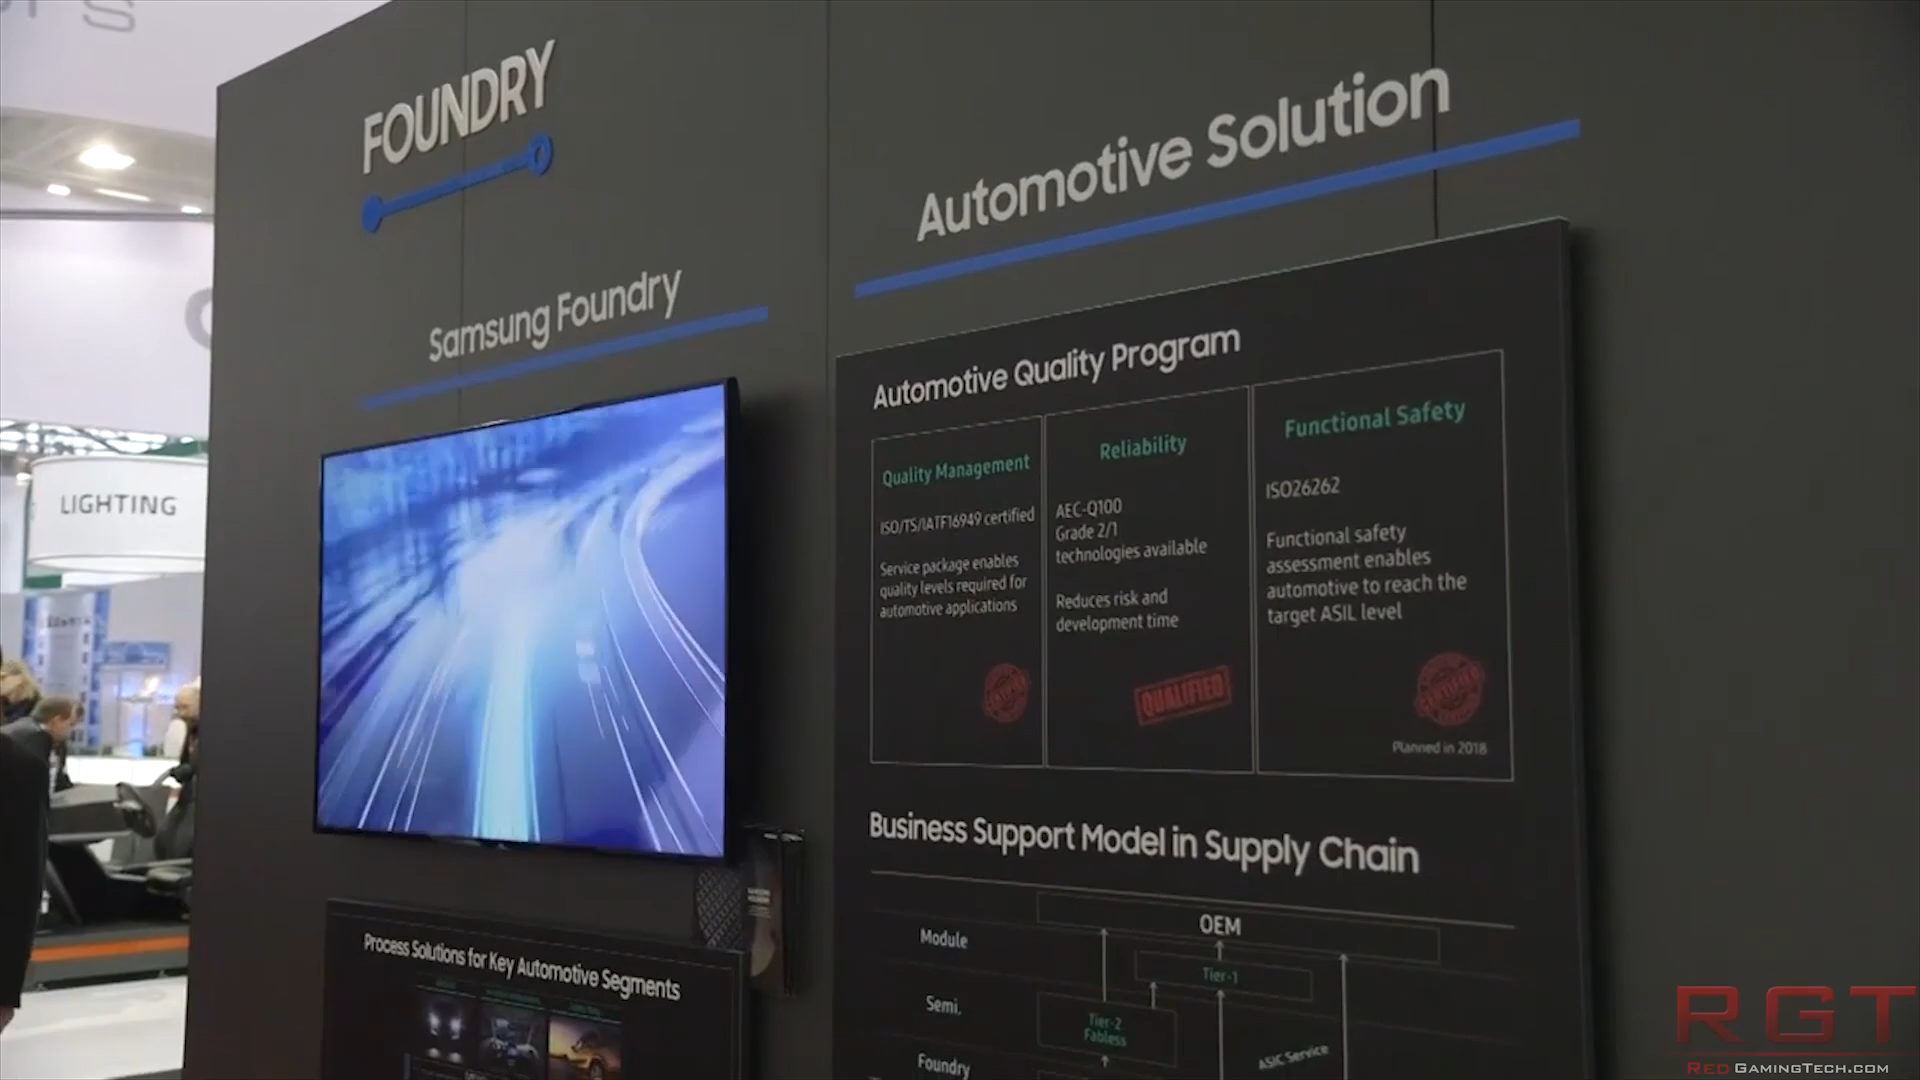 FOUNDRY
Samsung Foundry
LIGHTING
Process Solutions for Key Automotive Segments
Automotive Solution
Automotive Quality Program
Quality Management
ISO/TS/IATF16949 certified
Service package enables
quality levels required for
automotive applications
Reliability
AEC-Q100
Grade 2/1
technologies available
Reduces risk and
development time
QUALIFIED
Functional Safety
ISO26262
Functional safety
assessment enables
automotive to reach the
target ASIL level
CERTIFIED
Planned in 2018
Business Support Model in Supply Chain
OEM
Module
Tier-1
Semi.
Tier-2
Fabless
ASIC Service
Foundry
RGT
RedGamingTech.com